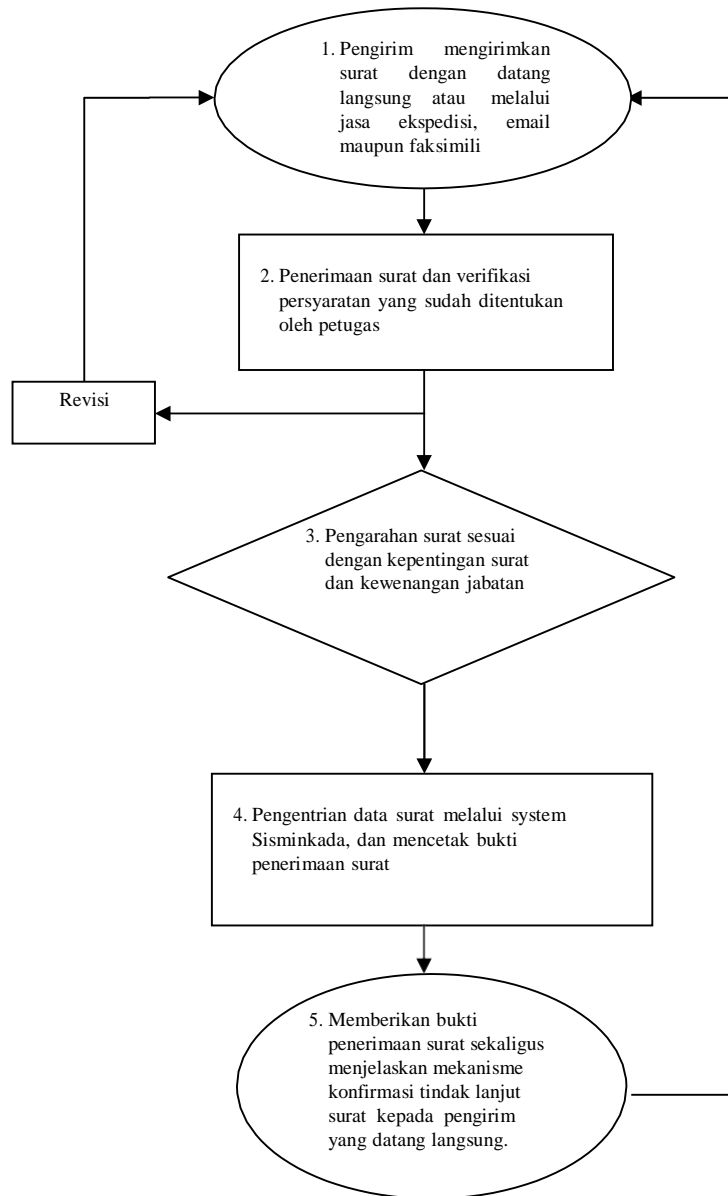 1. Pengirim mengirimkan
surat dengan datang
langsung atau melalui
jasa ekspedisi, email
maupun faksimili
2. Penerimaan surat dan verifikasi
persyaratan yang sudah ditentukan
oleh petugas
Revisi
3. Pengarahan surat sesuai
dengan kepentingan surat
dan kewenangan jabatan
4. Pengentrian data surat melalui system
Sisminkada, dan mencetak bukti
penerimaan surat
5. Memberikan bukti
penerimaan surat sekaligus
menjelaskan mekanisme
konfirmasi tindak lanjut
surat kepada pengirim
yang datang langsung.